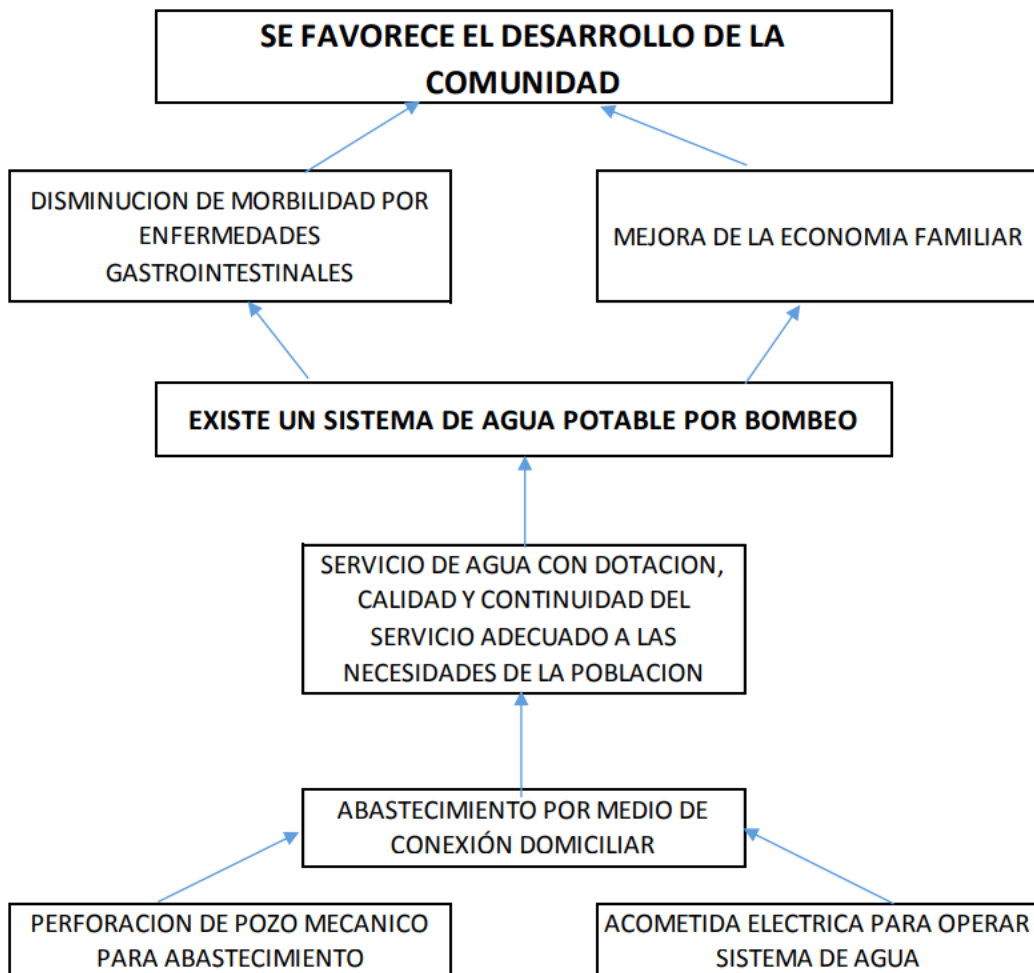 SE FAVORECE EL DESARROLLO DE LA
COMUNIDAD
DISMINUCION DE MORBILIDAD POR
ENFERMEDADES
GASTROINTESTINALES
MEJORA DE LA ECONOMIA FAMILIAR
EXISTE UN SISTEMA DE AGUA POTABLE POR BOMBEO
SERVICIO DE AGUA CON DOTACION,
CALIDAD Y CONTINUIDAD DEL
SERVICIO ADECUADO A LAS
NECESIDADES DE LA POBLACION
ABASTECIMIENTO POR MEDIO DE
CONEXIÓN DOMICILIAR
PERFORACION DE POZO MECANICO
PARA ABASTECIMIENTO
ACOMETIDA ELECTRICA PARA OPERAR
SISTEMA DE AGUA